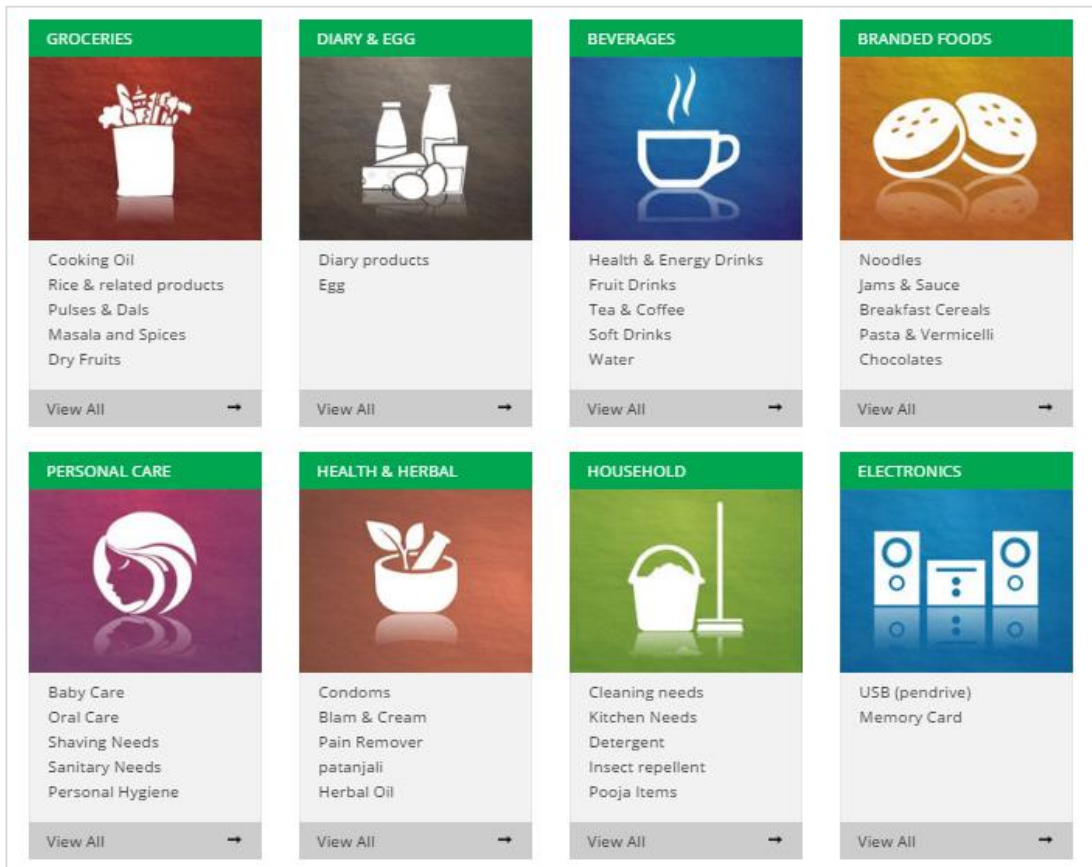 GROCERIES
Cooking Oil
Rice & related products
Pulses & Dals
Masala and Spices
Dry Fruits
View All
DIARY & EGG
Diary products
Egg
View All
BEVERAGES
Health & Energy Drinks
Fruit Drinks
Tea & Coffee
Soft Drinks
Water
View All
BRANDED FOODS
Noodles
Jams & Sauce
Breakfast Cereals
Pasta & Vermicelli
Chocolates
View All
PERSONAL CARE
Baby Care
Oral Care
Shaving Needs
Sanitary Needs
Personal Hygiene
View All
HEALTH & HERBAL
Condoms
Blam & Cream
Pain Remover
patanjali
Herbal Oil
View All
HOUSEHOLD
Cleaning needs
Kitchen Needs
Detergent
Insect repellent
Pooja Items
View All
ELECTRONICS
USB (pendrive)
Memory Card
View All